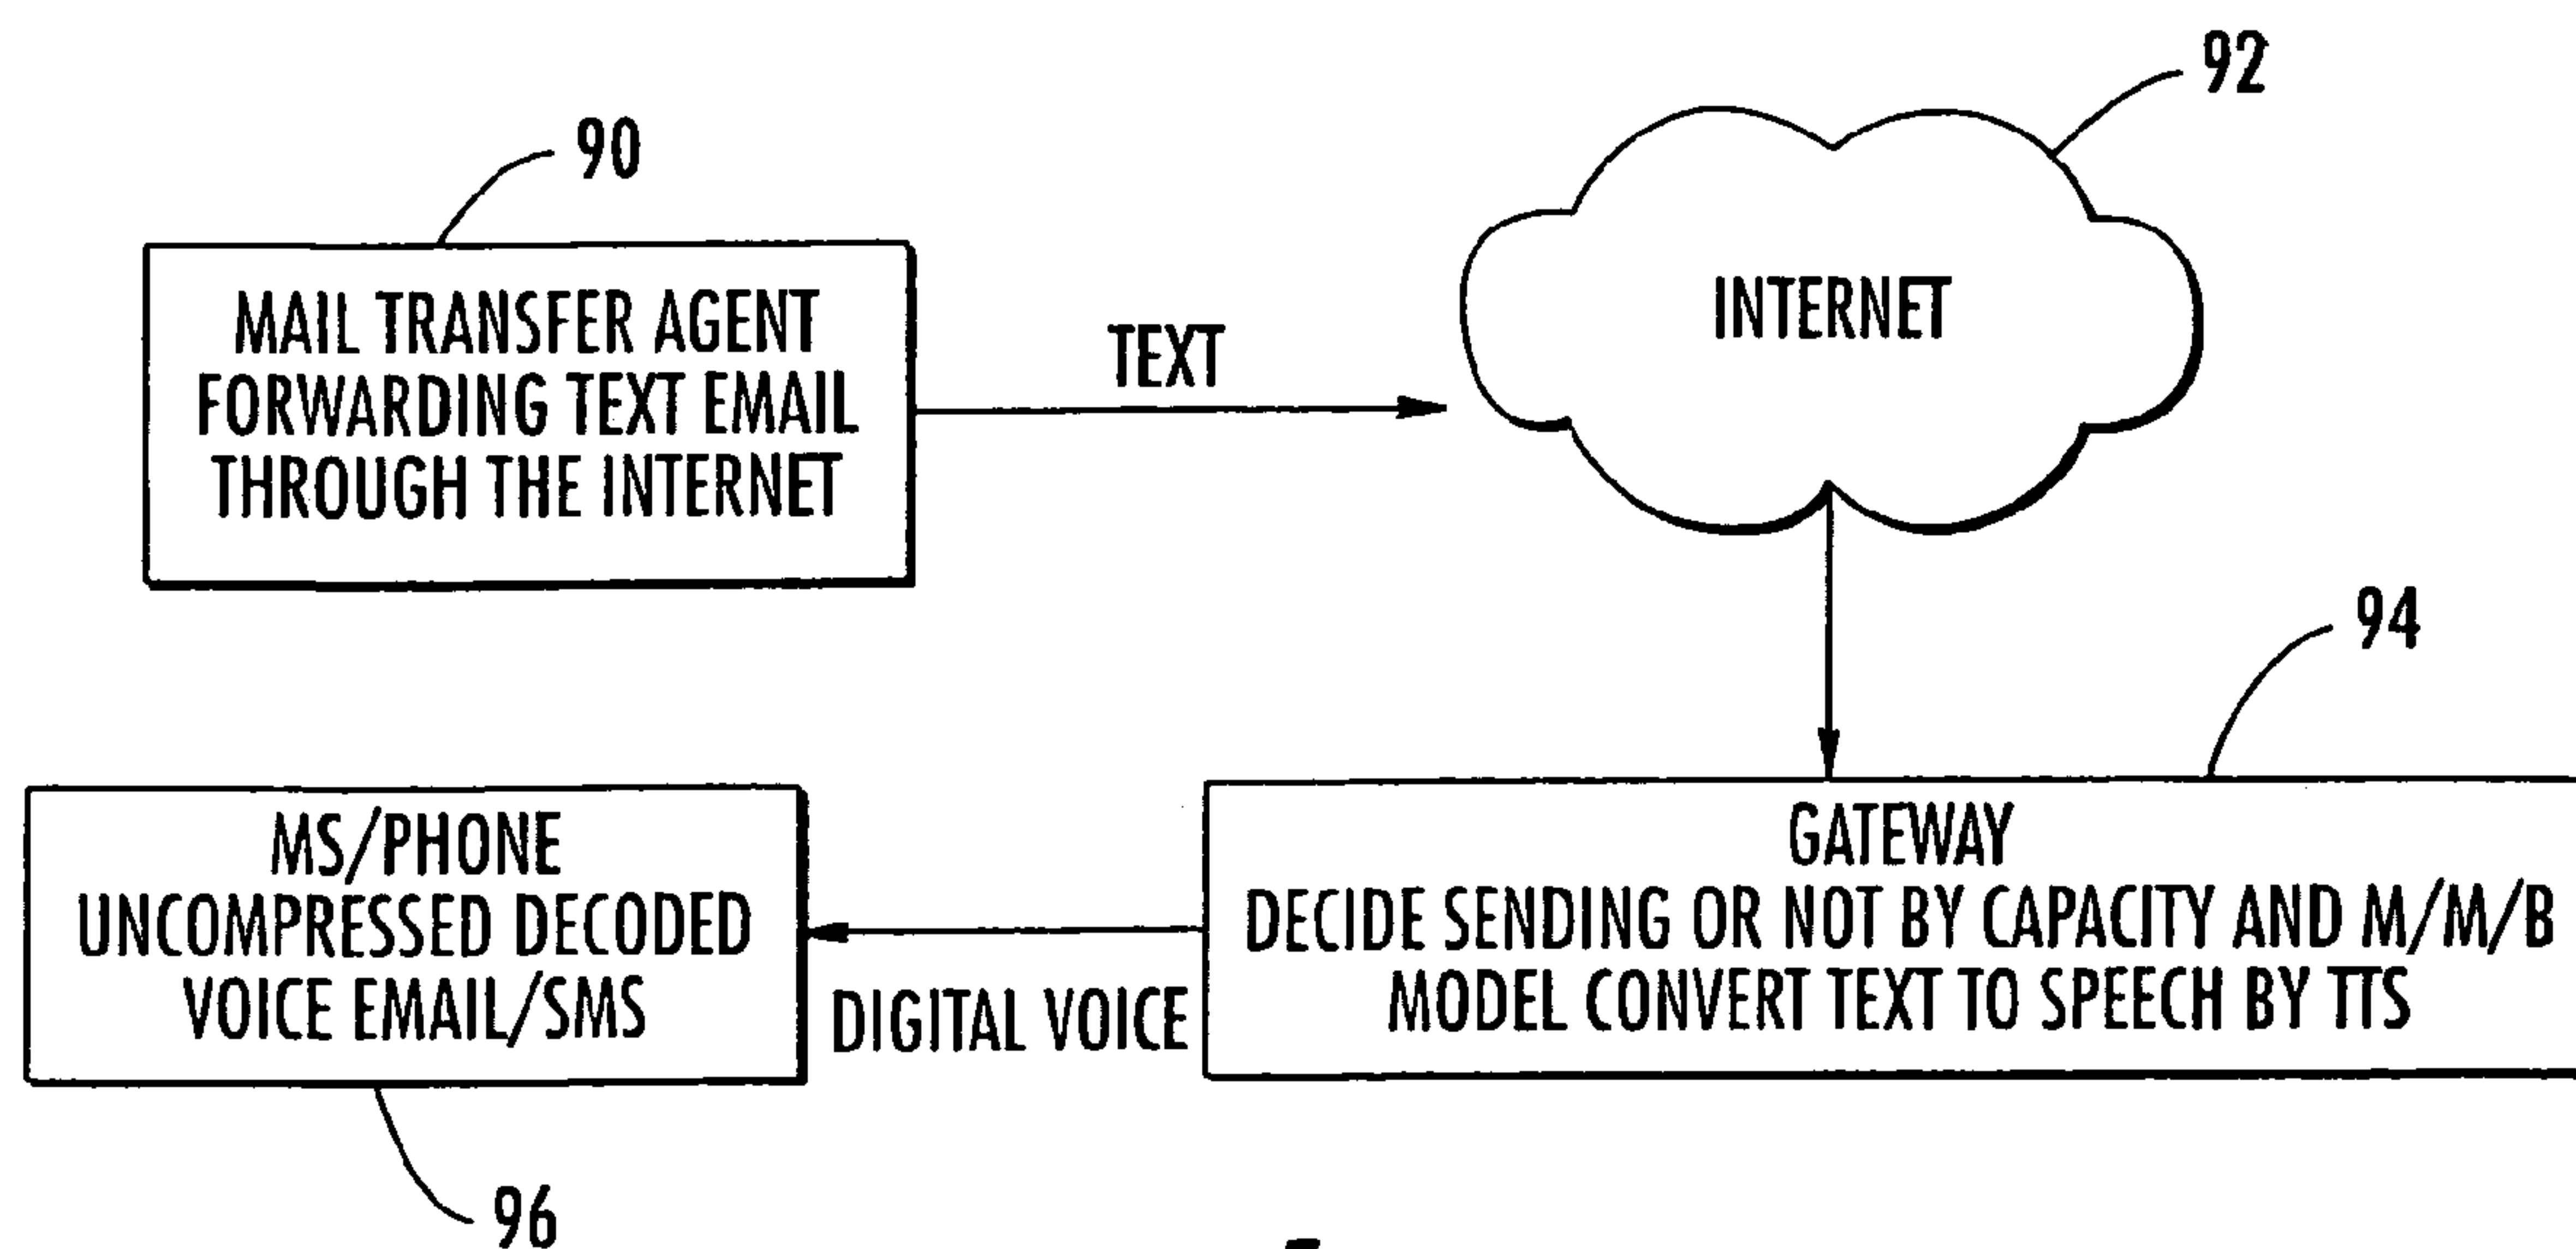 92
90
MAIL TRANSFER AGENT
FORWARDING TEXT EMAIL
THROUGH THE INTERNET
TEXT
INTERNET
94
GATEWAY
DECIDE SENDING OR NOT BY CAPACITY AND M/M/B
MODEL CONVERT TEXT TO SPEECH BY TTS
DIGITAL VOICE
MS/PHONE
UNCOMPRESSED DECODED
VOICE EMAIL/SMS
96